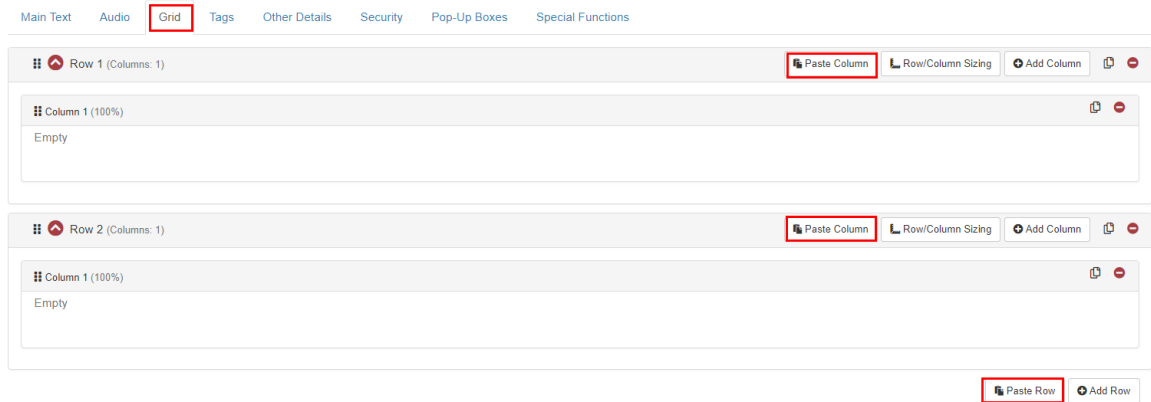 Main Text Audio Grid Tags Other Details Security Pop-Up Boxes Special Functions
Row 1 (Columns: 1) Paste Column Row/Column Sizing Add Column
Column 1 (100%)
Empty
Row 2 (Columns: 1) Paste Column Row/Column Sizing Add Column
Column 1 (100%)
Empty
Paste Row Add Row